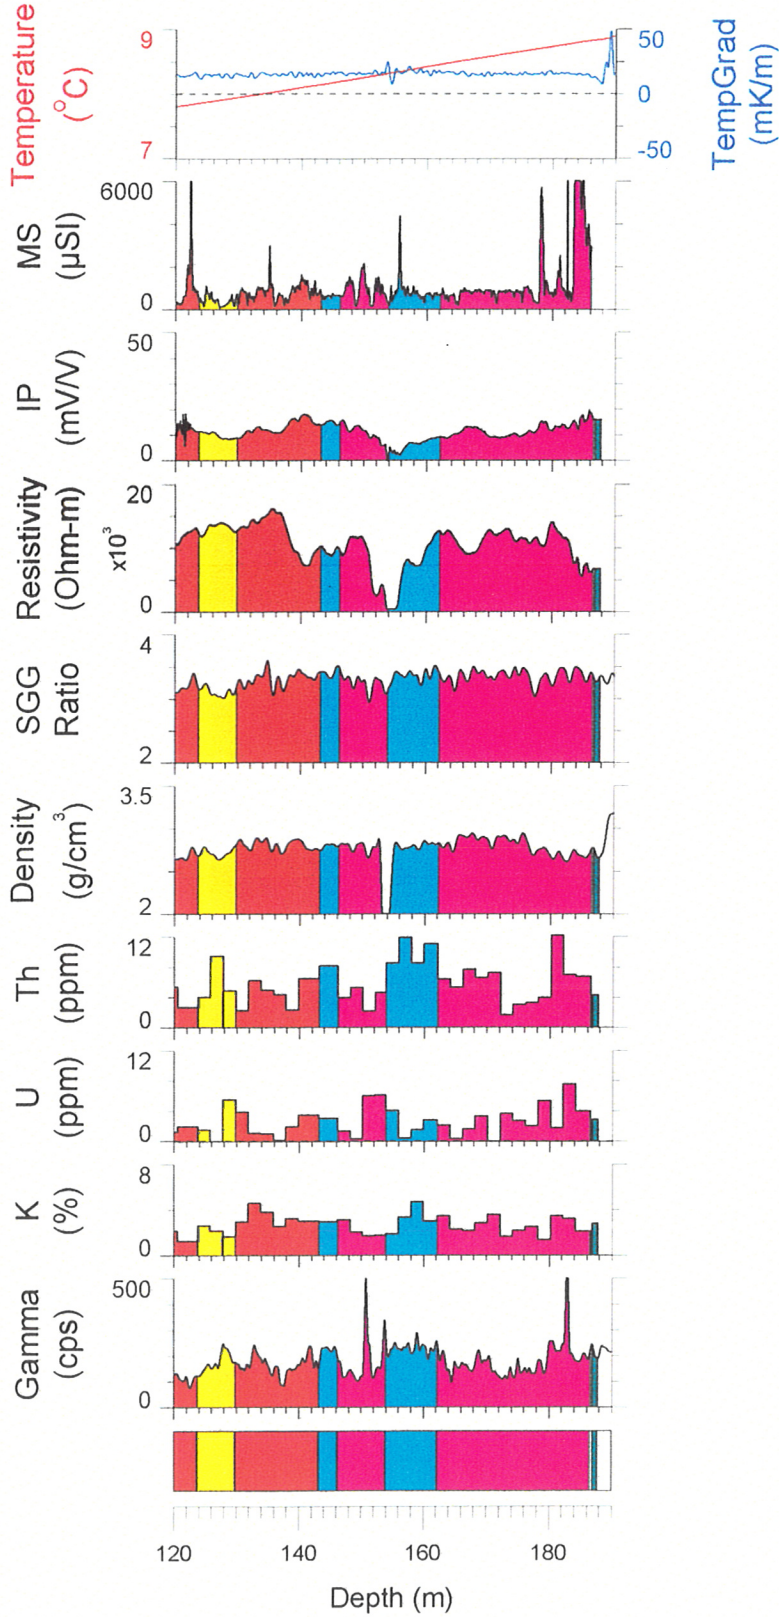 Temperature
(°C)
9
7
50
0
-50
TempGrad
(mK/m)
MS
(µSI)
6000
0
IP
(mV/V)
50
0
Resistivity
(Ohm-m)
x10³
20
0
SGG
Ratio
4
2
Density
(g/cm³)
3.5
2
Th
(ppm)
12
0
U
(ppm)
12
0
K
(%)
8
0
Gamma
(cps)
500
0
120 140 160 180
Depth (m)